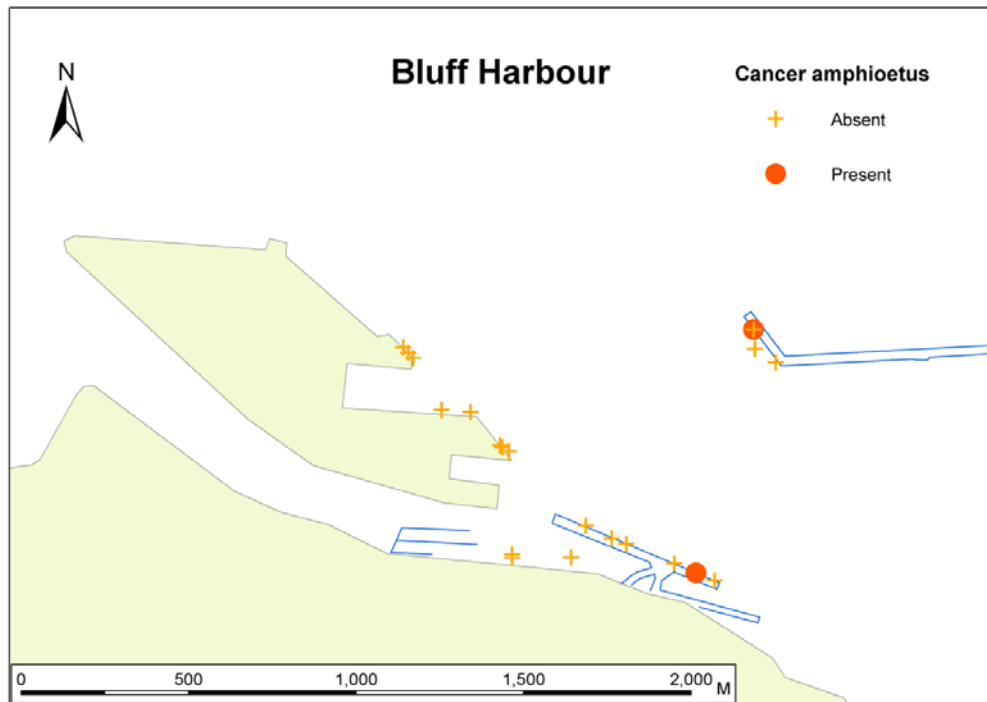 Bluff Harbour
N
Cancer amphioetus
Absent
Present
0 500 1,000 1,500 2,000 M